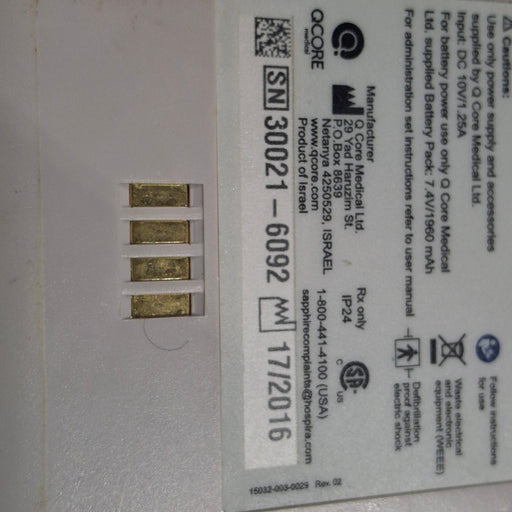 Cautions:
Use only power supply and accessories
supplied by Q Core Medical Ltd.
Input: DC 10V/1.25A
For battery power use only Q Core Medical
Ltd. supplied Battery Pack: 7.4V/1960 mAh
For administration set instructions refer to user manual
Follow instructions
for use
Waste electrical
and electronic
equipment (WEEE)
Defibrillation
proof against
electric shock
QCORE
medical
Manufacturer
Q Core Medical Ltd.
29 Yad Haruzim St.
P.O.Box 8639
Netanya 4250529, ISRAEL
www.qcore.com
Product of Israel
Rx only
IP24
C US
1-800-441-4100 (USA)
sapphirecomplaints@hospira.com
SN 30021-6092 17/2016
15032-003-0029 Rev. 02